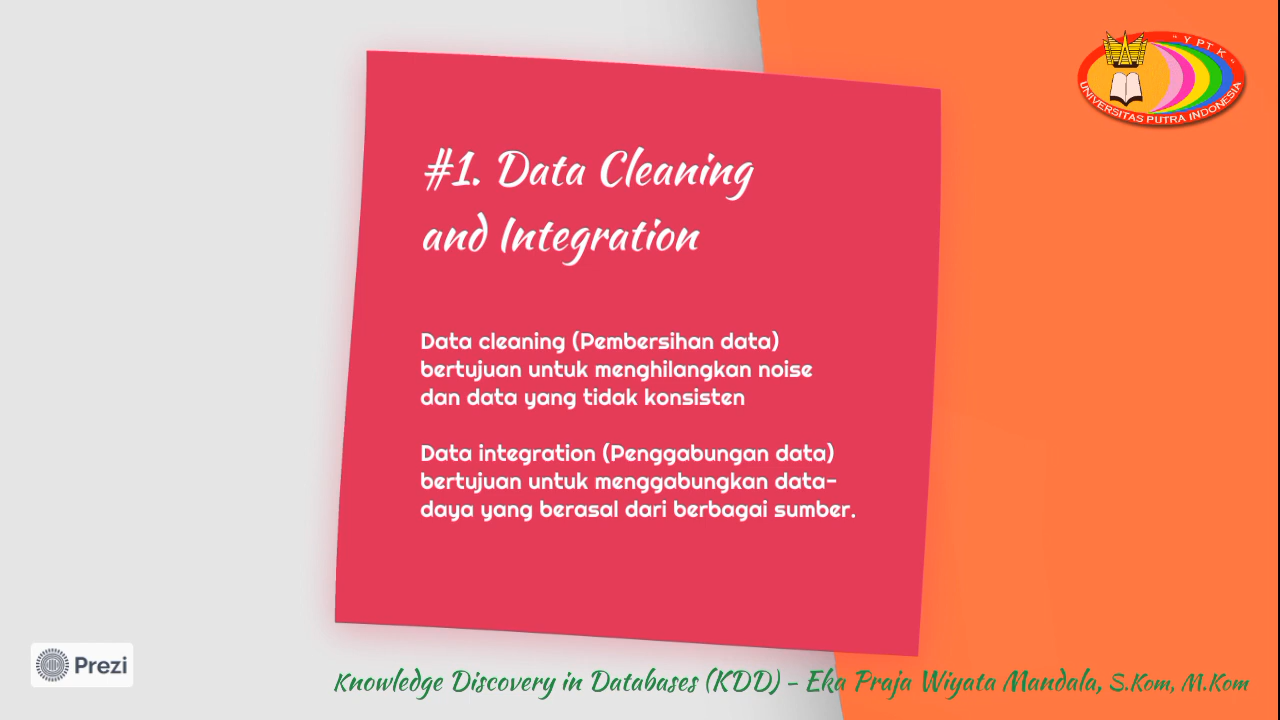 " Y P T K "
UNIVERSITAS PUTRA INDONESIA
#1. Data Cleaning
and Integration
Data cleaning (Pembersihan data)
bertujuan untuk menghilangkan noise
dan data yang tidak konsisten
Data integration (Penggabungan data)
bertujuan untuk menggabungkan data-
daya yang berasal dari berbagai sumber.
Prezi
Knowledge Discovery in Databases (KDD) – Eka Praja Wiyata Mandala, S.Kom, M.Kom